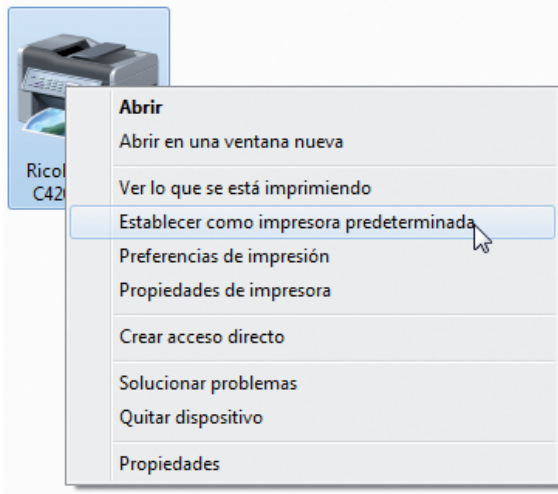 Abrir
Abrir en una ventana nueva
Ver lo que se está imprimiendo
Establecer como impresora predeterminada
Preferencias de impresión
Propiedades de impresora
Crear acceso directo
Solucionar problemas
Quitar dispositivo
Propiedades